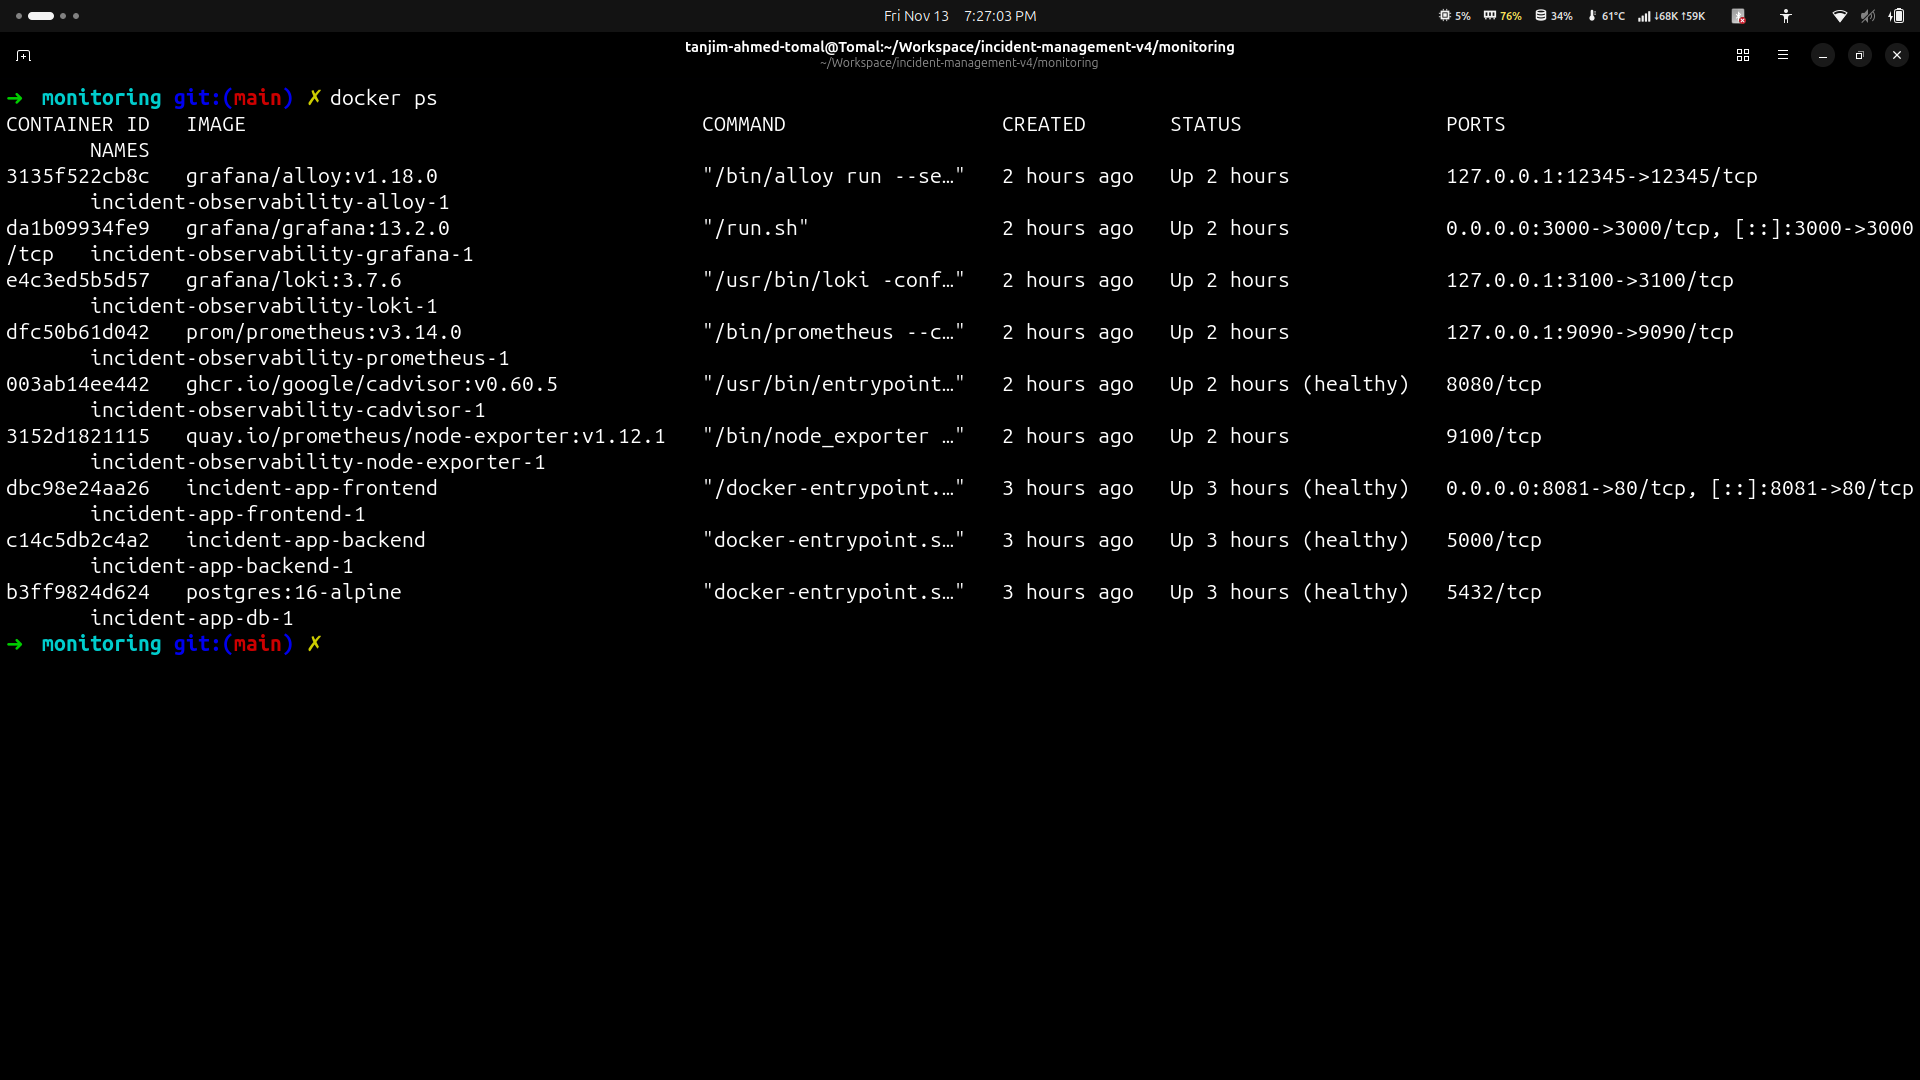 Fri Nov 13 7:27:03 PM
5% 76% 34% 61°C ↓68K ↑59K
tanjim-ahmed-tomal@Tomal:~/Workspace/incident-management-v4/monitoring
~/Workspace/incident-management-v4/monitoring
➜ monitoring git:(main) ✗ docker ps
CONTAINER ID IMAGE COMMAND CREATED STATUS PORTS
NAMES
3135f522cb8c grafana/alloy:v1.18.0 "/bin/alloy run --se…" 2 hours ago Up 2 hours 127.0.0.1:12345->12345/tcp
incident-observability-alloy-1
da1b09934fe9 grafana/grafana:13.2.0 "/run.sh" 2 hours ago Up 2 hours 0.0.0.0:3000->3000/tcp, [::]:3000->3000
/tcp incident-observability-grafana-1
e4c3ed5b5d57 grafana/loki:3.7.6 "/usr/bin/loki -conf…" 2 hours ago Up 2 hours 127.0.0.1:3100->3100/tcp
incident-observability-loki-1
dfc50b61d042 prom/prometheus:v3.14.0 "/bin/prometheus --c…" 2 hours ago Up 2 hours 127.0.0.1:9090->9090/tcp
incident-observability-prometheus-1
003ab14ee442 ghcr.io/google/cadvisor:v0.60.5 "/usr/bin/entrypoint…" 2 hours ago Up 2 hours (healthy) 8080/tcp
incident-observability-cadvisor-1
3152d1821115 quay.io/prometheus/node-exporter:v1.12.1 "/bin/node_exporter …" 2 hours ago Up 2 hours 9100/tcp
incident-observability-node-exporter-1
dbc98e24aa26 incident-app-frontend "/docker-entrypoint.…" 3 hours ago Up 3 hours (healthy) 0.0.0.0:8081->80/tcp, [::]:8081->80/tcp
incident-app-frontend-1
c14c5db2c4a2 incident-app-backend "docker-entrypoint.s…" 3 hours ago Up 3 hours (healthy) 5000/tcp
incident-app-backend-1
b3ff9824d624 postgres:16-alpine "docker-entrypoint.s…" 3 hours ago Up 3 hours (healthy) 5432/tcp
incident-app-db-1
➜ monitoring git:(main) ✗